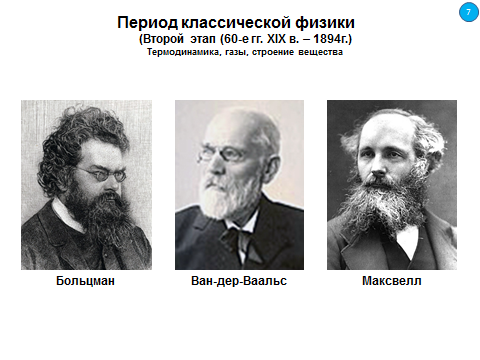 7
Период классической физики
(Второй этап (60-е гг. XIX в. – 1894г.)
Термодинамика, газы, строение вещества
Больцман
Ван-дер-Ваальс
Максвелл